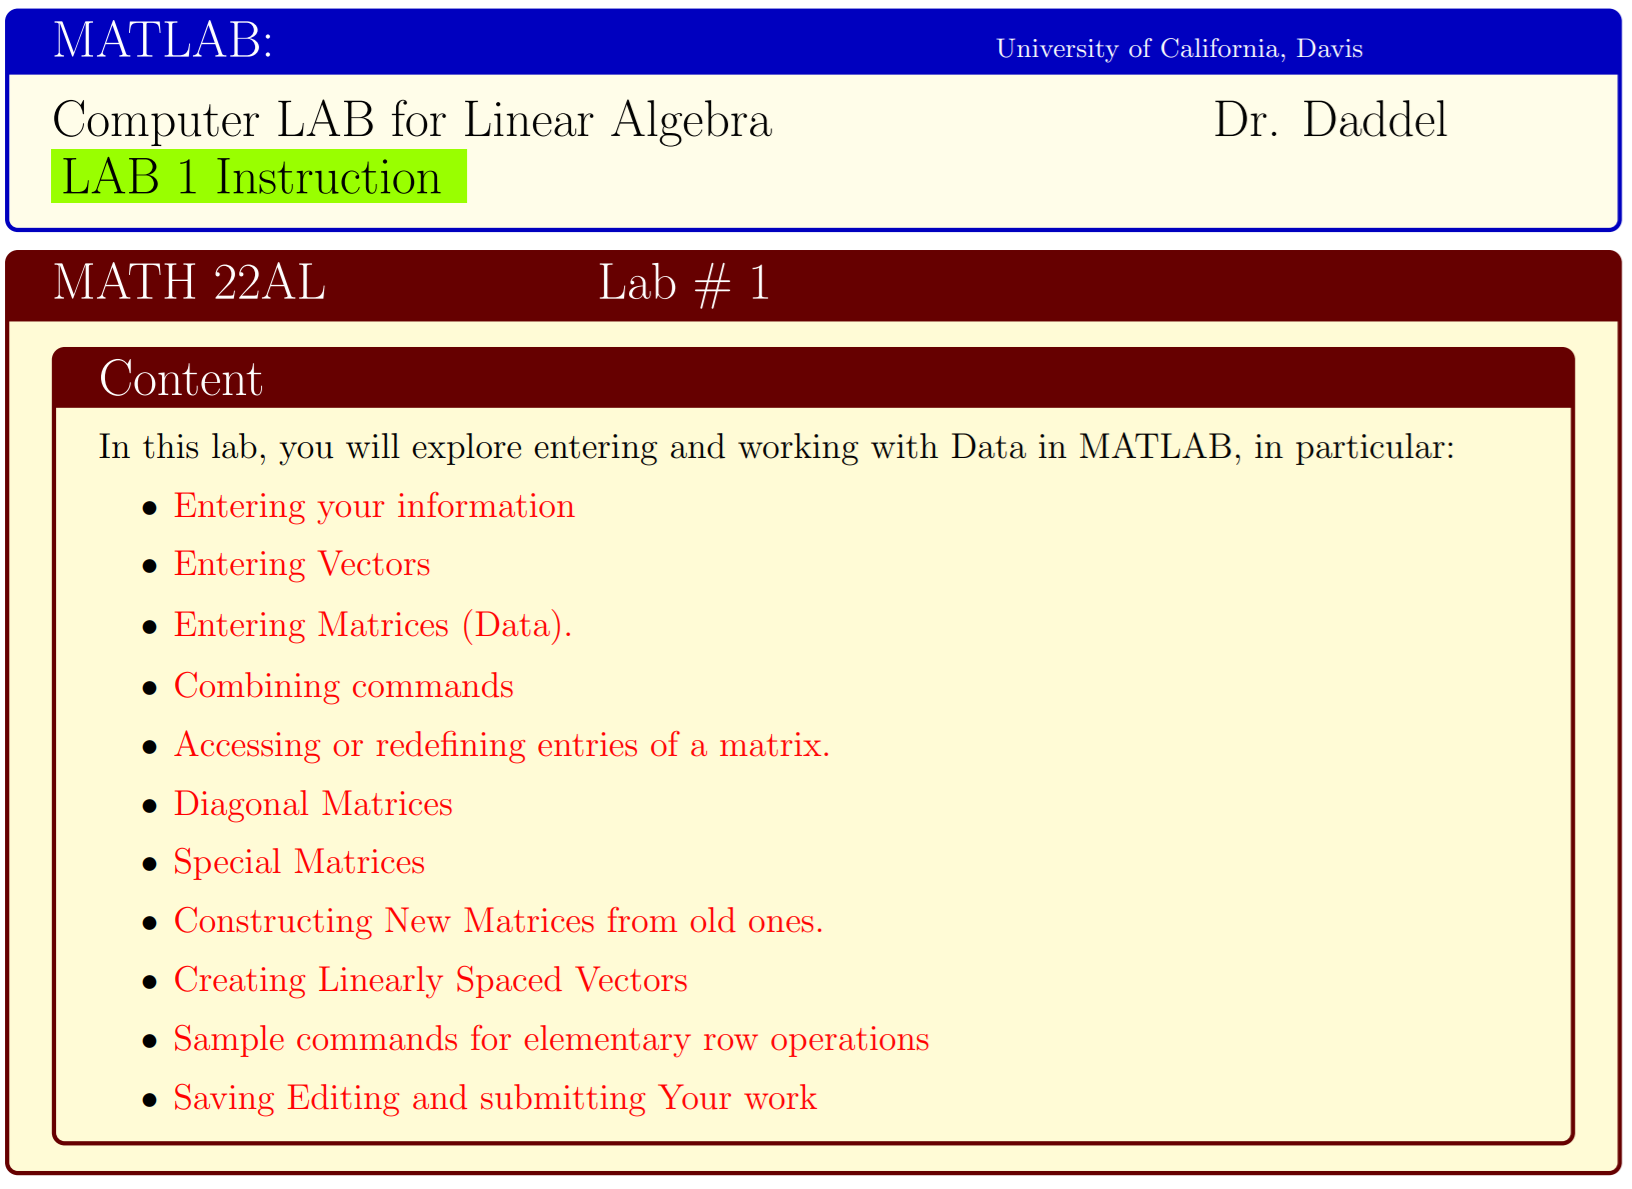 MATLAB: University of California, Davis
Computer LAB for Linear Algebra Dr. Daddel
LAB 1 Instruction
MATH 22AL Lab # 1
Content
In this lab, you will explore entering and working with Data in MATLAB, in particular:
• Entering your information
• Entering Vectors
• Entering Matrices (Data).
• Combining commands
• Accessing or redefining entries of a matrix.
• Diagonal Matrices
• Special Matrices
• Constructing New Matrices from old ones.
• Creating Linearly Spaced Vectors
• Sample commands for elementary row operations
• Saving Editing and submitting Your work